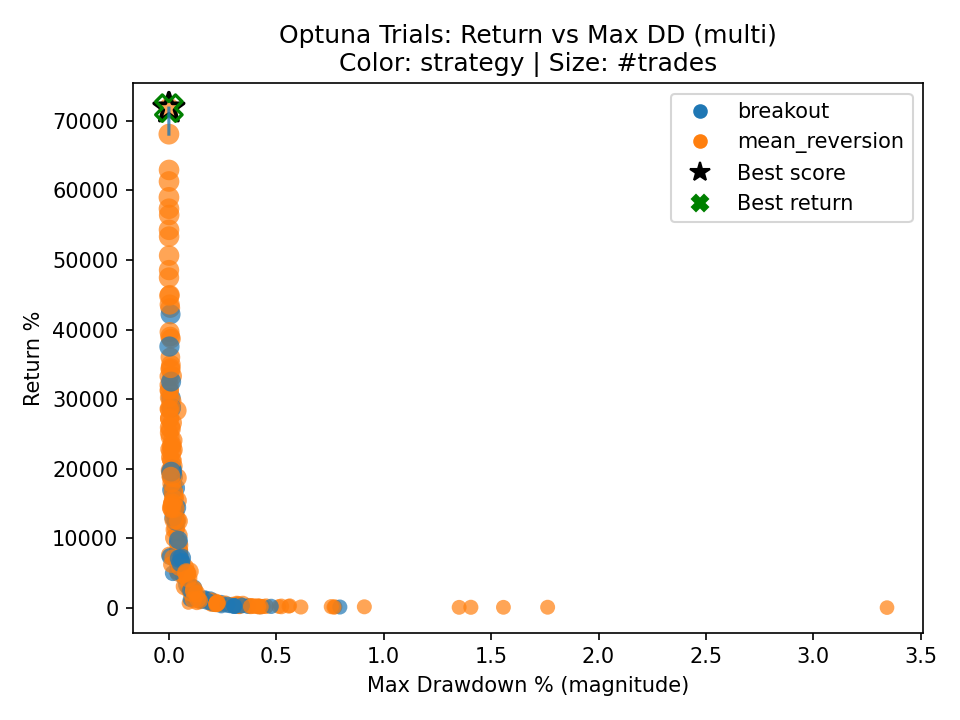 Optuna Trials: Return vs Max DD (multi)
Color: strategy | Size: #trades
breakout
mean_reversion
Best score
Best return
Return %
70000
60000
50000
40000
30000
20000
10000
0
0.0
0.5
1.0
1.5
2.0
2.5
3.0
3.5
Max Drawdown % (magnitude)